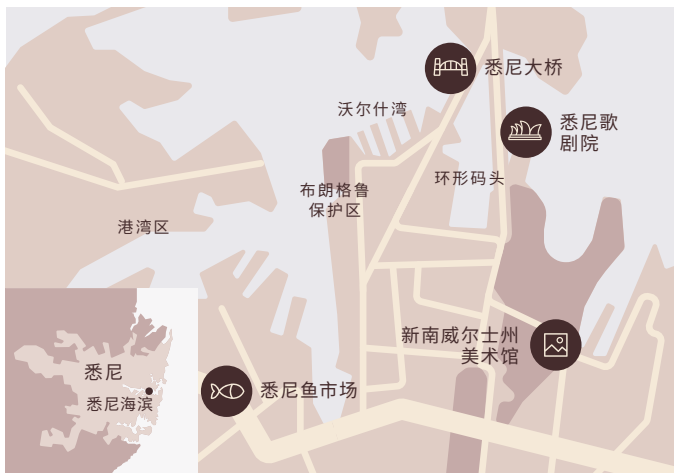 悉尼大桥
沃尔什湾
悉尼歌
剧院
环形码头
布朗格鲁
保护区
港湾区
新南威尔士州
美术馆
悉尼
悉尼海滨
悉尼鱼市场